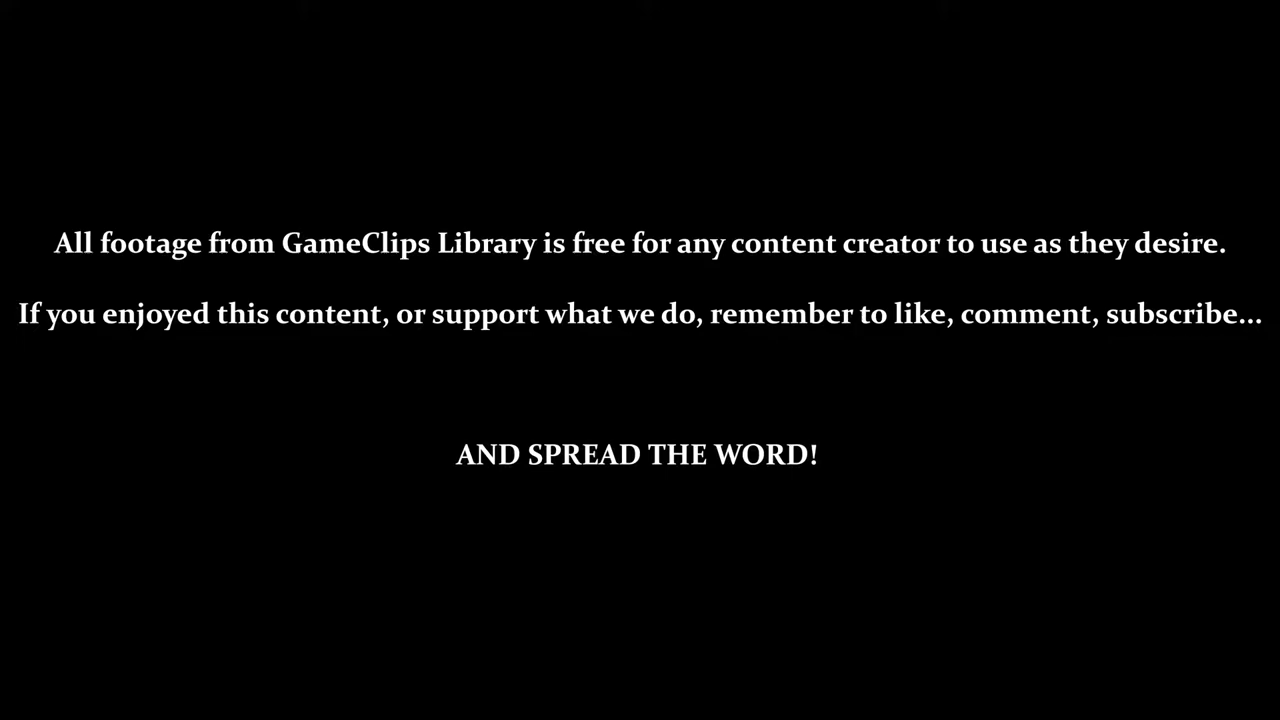 All footage from GameClips Library is free for any content creator to use as they desire.
If you enjoyed this content, or support what we do, remember to like, comment, subscribe...
AND SPREAD THE WORD!